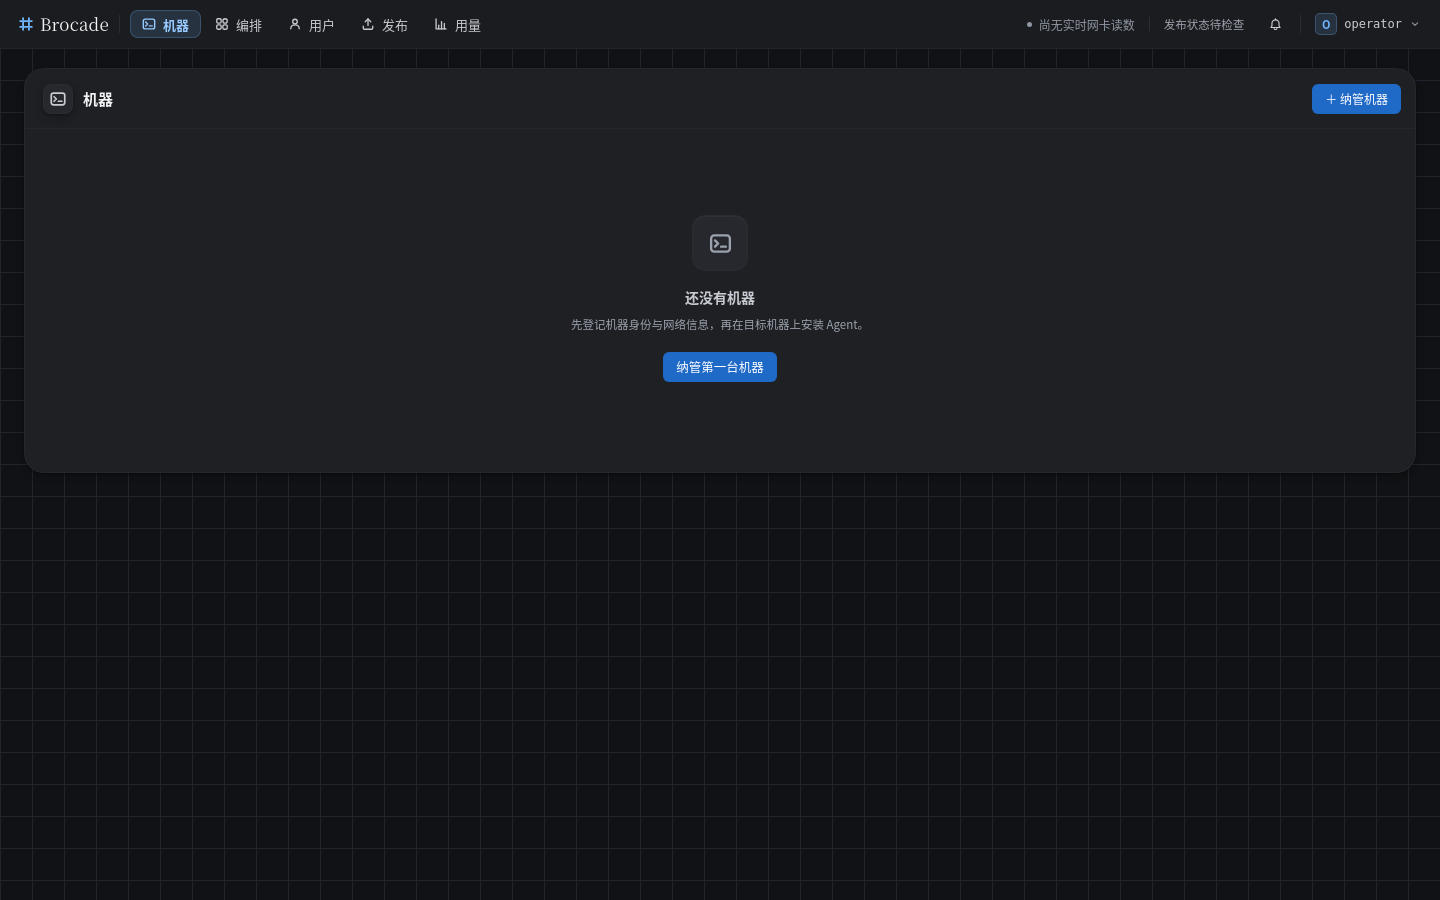 Brocade
机器
编排
用户
发布
用量
尚无实时网卡读数
发布状态待检查
O
operator
机器
+ 纳管机器
还没有机器
先登记机器身份与网络信息，再在目标机器上安装 Agent。
纳管第一台机器